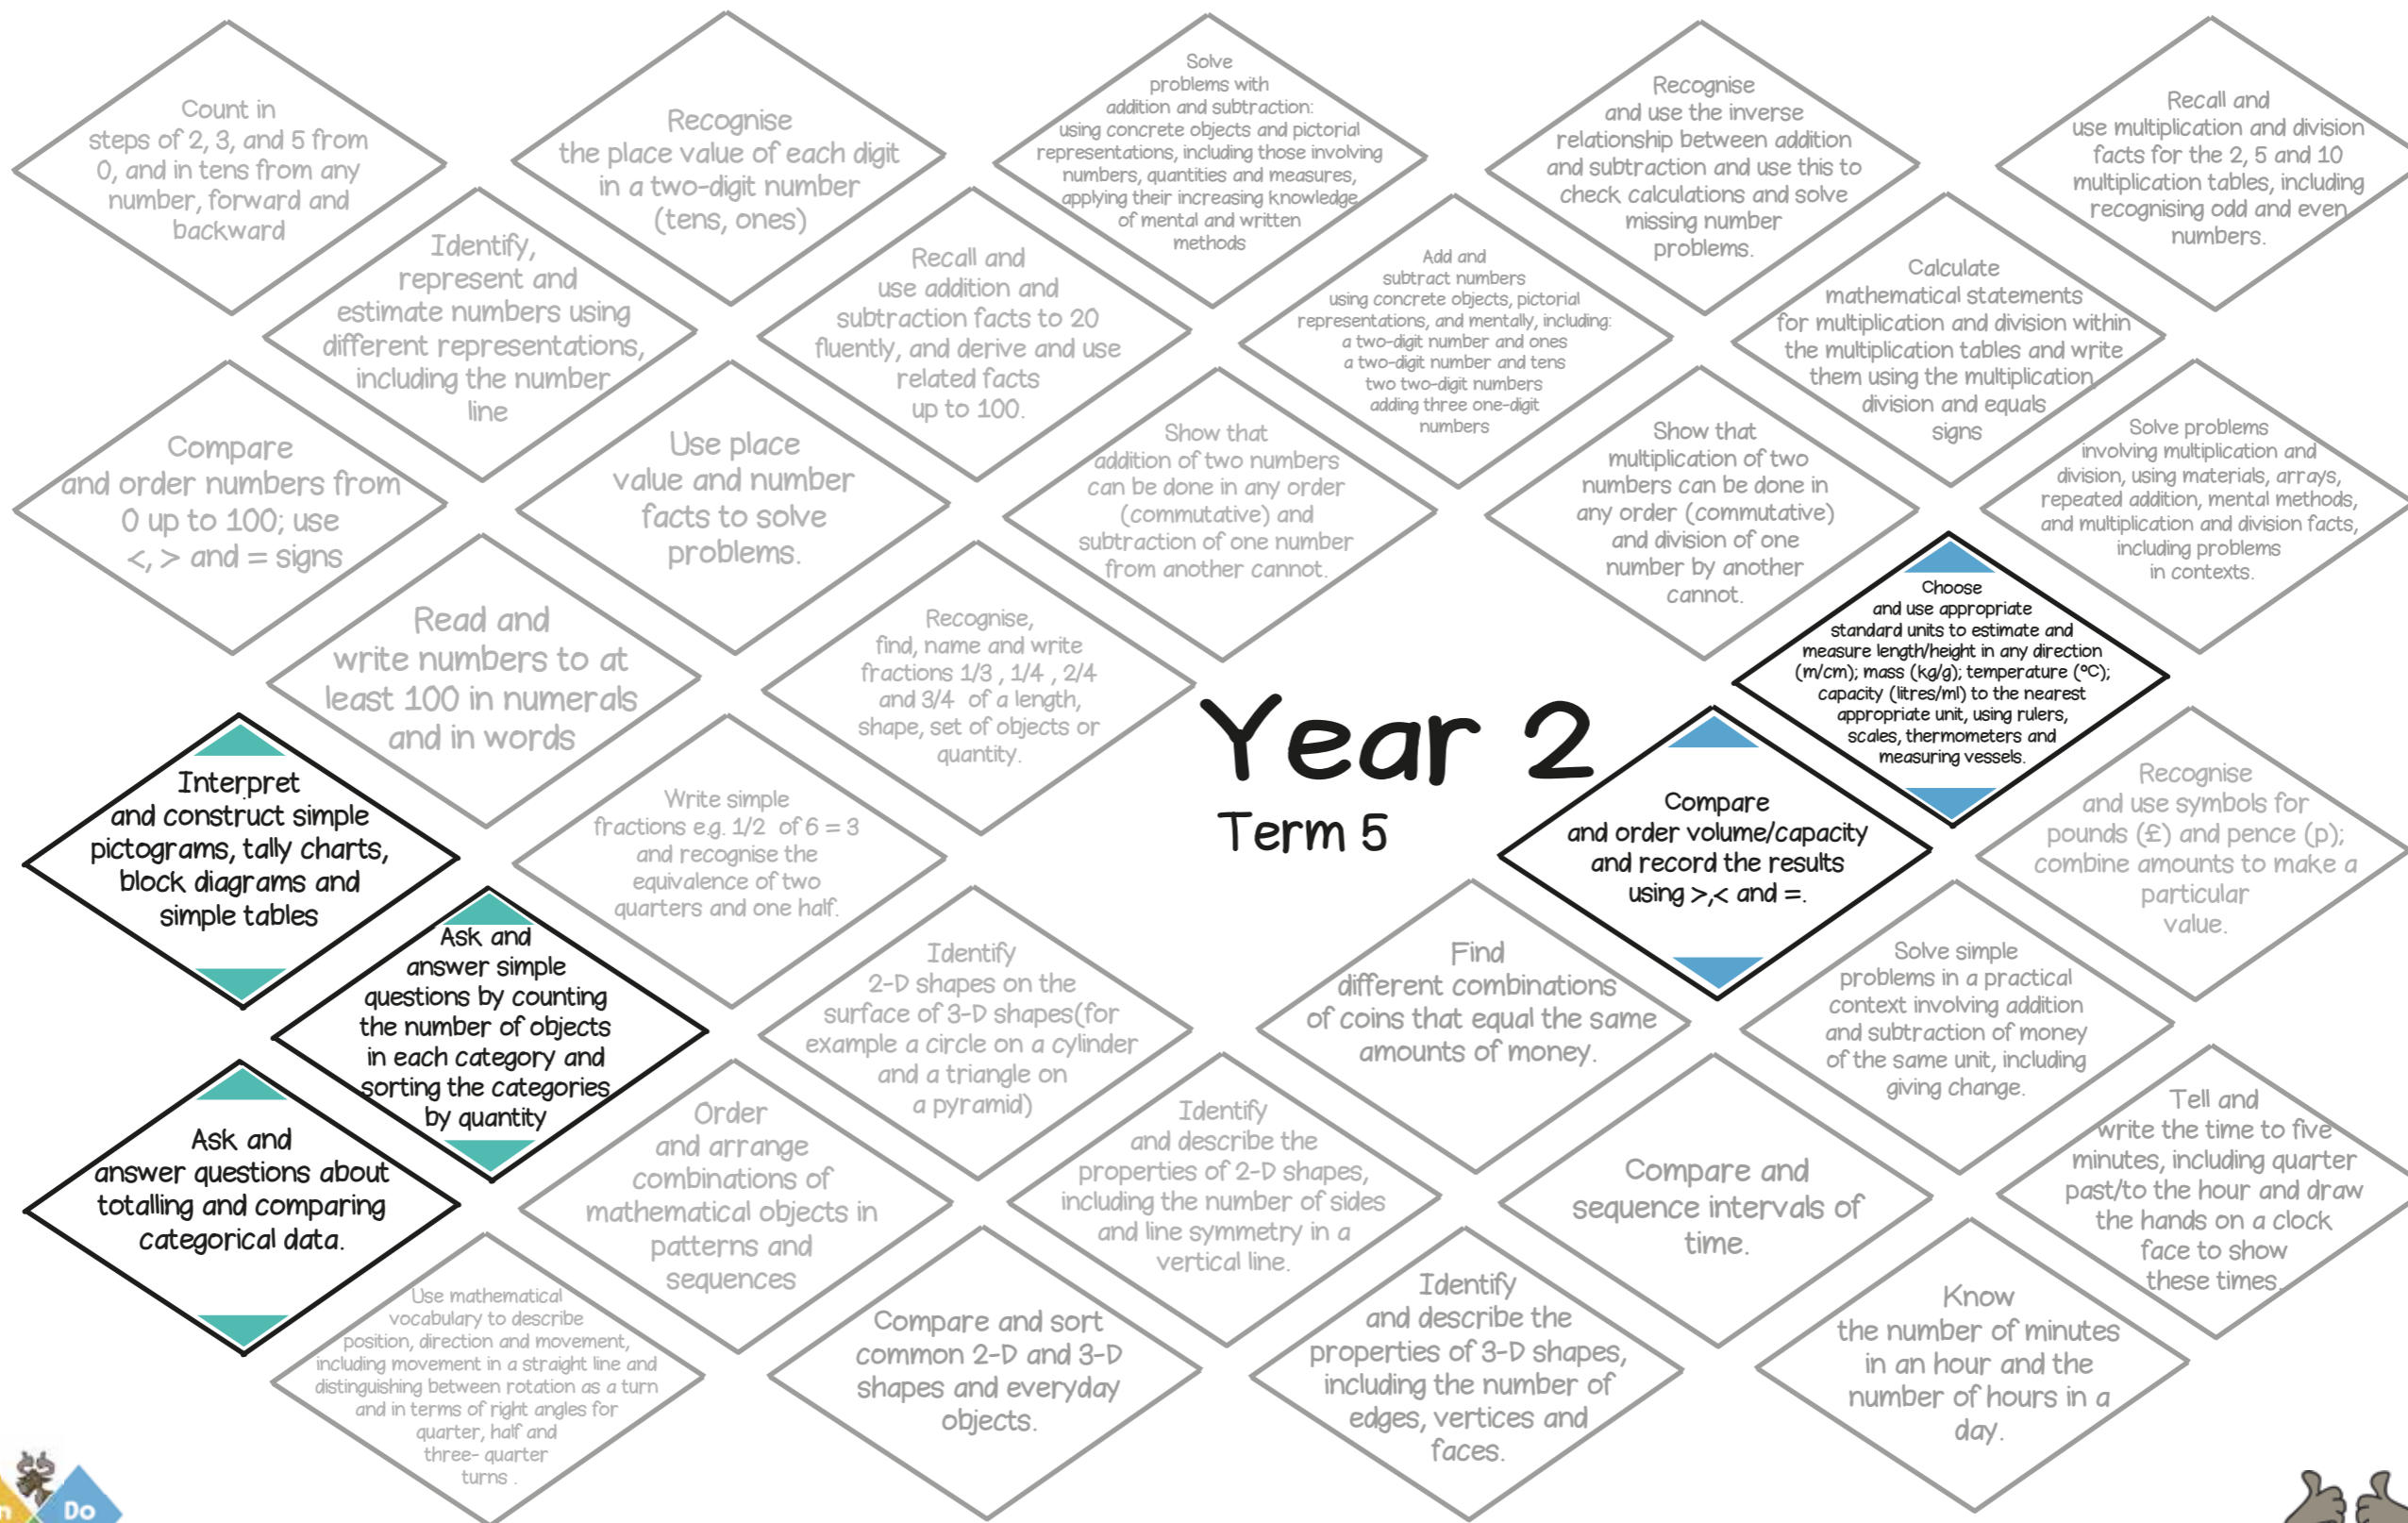 Count in
steps of 2, 3, and 5 from
0, and in tens from any
number, forward and
backward
Recognise
the place value of each digit
in a two-digit number
(tens, ones)
Solve
problems with
addition and subtraction:
using concrete objects and pictorial
representations, including those involving
numbers, quantities and measures,
applying their increasing knowledge
of mental and written
methods
Recognise
and use the inverse
relationship between addition
and subtraction and use this to
check calculations and solve
missing number
problems.
Recall and
use multiplication and division
facts for the 2, 5 and 10
multiplication tables, including
recognising odd and even
numbers.
Identify,
represent and
estimate numbers using
different representations,
including the number
line
Recall and
use addition and
subtraction facts to 20
fluently, and derive and use
related facts
up to 100.
Add and
subtract numbers
using concrete objects, pictorial
representations, and mentally, including:
a two-digit number and ones
a two-digit number and tens
two two-digit numbers
adding three one-digit
numbers
Calculate
mathematical statements
for multiplication and division within
the multiplication tables and write
them using the multiplication,
division and equals
signs
Compare
and order numbers from
0 up to 100; use
<, > and = signs
Use place
value and number
facts to solve
problems.
Show that
addition of two numbers
can be done in any order
(commutative) and
subtraction of one number
from another cannot.
Show that
multiplication of two
numbers can be done in
any order (commutative)
and division of one
number by another
cannot.
Solve problems
involving multiplication and
division, using materials, arrays,
repeated addition, mental methods,
and multiplication and division facts,
including problems
in contexts.
Read and
write numbers to at
least 100 in numerals
and in words
Recognise,
find, name and write
fractions 1/3 , 1/4 , 2/4
and 3/4 of a length,
shape, set of objects or
quantity.
Year 2
Term 5
Choose
and use appropriate
standard units to estimate and
measure length/height in any direction
(m/cm); mass (kg/g); temperature (°C);
capacity (litres/ml) to the nearest
appropriate unit, using rulers,
scales, thermometers and
measuring vessels.
Interpret
and construct simple
pictograms, tally charts,
block diagrams and
simple tables
Write simple
fractions e.g. 1/2 of 6 = 3
and recognise the
equivalence of two
quarters and one half.
Compare
and order volume/capacity
and record the results
using >,< and =.
Recognise
and use symbols for
pounds (£) and pence (p);
combine amounts to make a
particular
value.
Ask and
answer simple
questions by counting
the number of objects
in each category and
sorting the categories
by quantity
Identify
2-D shapes on the
surface of 3-D shapes(for
example a circle on a cylinder
and a triangle on
a pyramid)
Find
different combinations
of coins that equal the same
amounts of money.
Solve simple
problems in a practical
context involving addition
and subtraction of money
of the same unit, including
giving change.
Ask and
answer questions about
totalling and comparing
categorical data.
Order
and arrange
combinations of
mathematical objects in
patterns and
sequences
Identify
and describe the
properties of 2-D shapes,
including the number of sides
and line symmetry in a
vertical line.
Compare and
sequence intervals of
time.
Tell and
write the time to five
minutes, including quarter
past/to the hour and draw
the hands on a clock
face to show
these times.
Use mathematical
vocabulary to describe
position, direction and movement,
including movement in a straight line and
distinguishing between rotation as a turn
and in terms of right angles for
quarter, half and
three- quarter
turns .
Compare and sort
common 2-D and 3-D
shapes and everyday
objects.
Identify
and describe the
properties of 3-D shapes,
including the number of
edges, vertices and
faces.
Know
the number of minutes
in an hour and the
number of hours in a
day.
Do